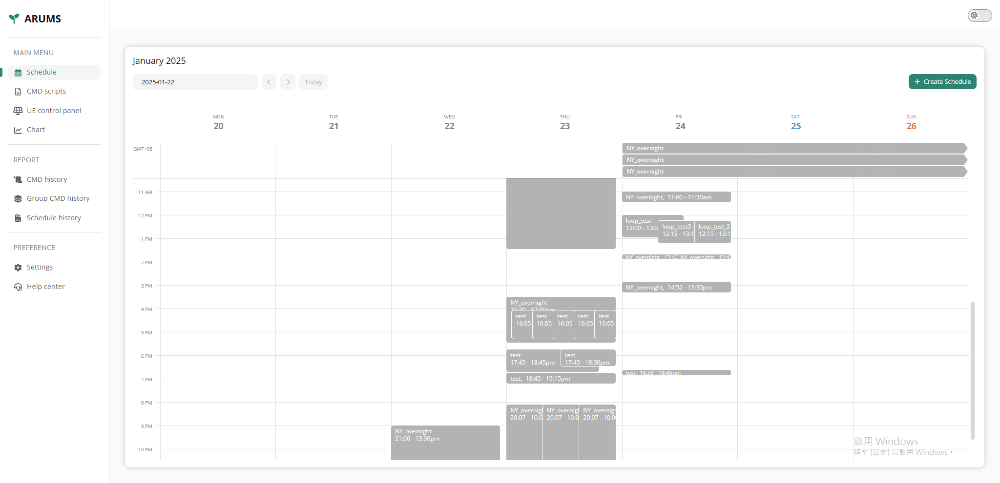 ARUMS
MAIN MENU
Schedule
CMD scripts
UE control panel
Chart
REPORT
CMD history
Group CMD history
Schedule history
PREFERENCE
Settings
Help center
January 2025
2025-01-22
Today
Create Schedule
MON
20
TUE
21
WED
22
THU
23
FRI
24
SAT
25
SUN
26
GMT+08
NY_overnight
NY_overnight
NY_overnight
11 AM
12 PM
1 PM
2 PM
3 PM
4 PM
5 PM
6 PM
7 PM
8 PM
9 PM
10 PM
NY_overnight
21:00 - 13:30pm
NY_overnight
15:30 - 17:30pm
test
16:05
test
16:05
test
16:05
test
16:05
test
16:05
test
17:45 - 18:45pm
test
17:45 - 18:30pm
test, 18:45 - 19:15pm
NY_overnigh
20:07 - 10:0
NY_overnigh
20:07 - 10:0
NY_overnigh
20:07 - 10:0
NY_overnight, 11:00 - 11:30am
loop_test
12:00 - 13:0
loop_test3
12:15 - 13:1
loop_test_2
12:15 - 13:1
NY_overnight, 13:4
NY_overnight, 13:4
NY_overnight, 14:52 - 15:30pm
test, 18:38 - 18:45pm
啟用 Windows
移至 [設定] 以啟用 Windows。